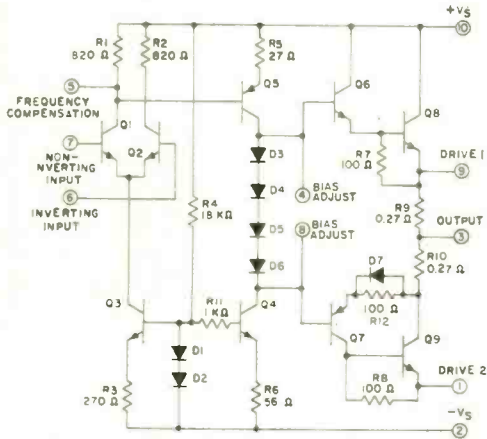 +Vs
10
R1
820 Ω
R2
820 Ω
R5
27 Ω
5
FREQUENCY
COMPENSATION
Q1
Q2
Q5
Q6
Q8
7
NON-
NVERTING
INPUT
6
INVERTING
INPUT
D3
D4
D5
D6
R4
18 KΩ
4
BIAS
ADJUST
8
BIAS
ADJUST
R7
100 Ω
DRIVE I
9
R9
0.27 Ω
OUTPUT
3
R10
0.27 Ω
D7
100 Ω
R12
Q3
R11
1 KΩ
Q4
Q7
Q9
D1
D2
R3
270 Ω
R6
56 Ω
R8
100 Ω
DRIVE 2
1
-Vs
2